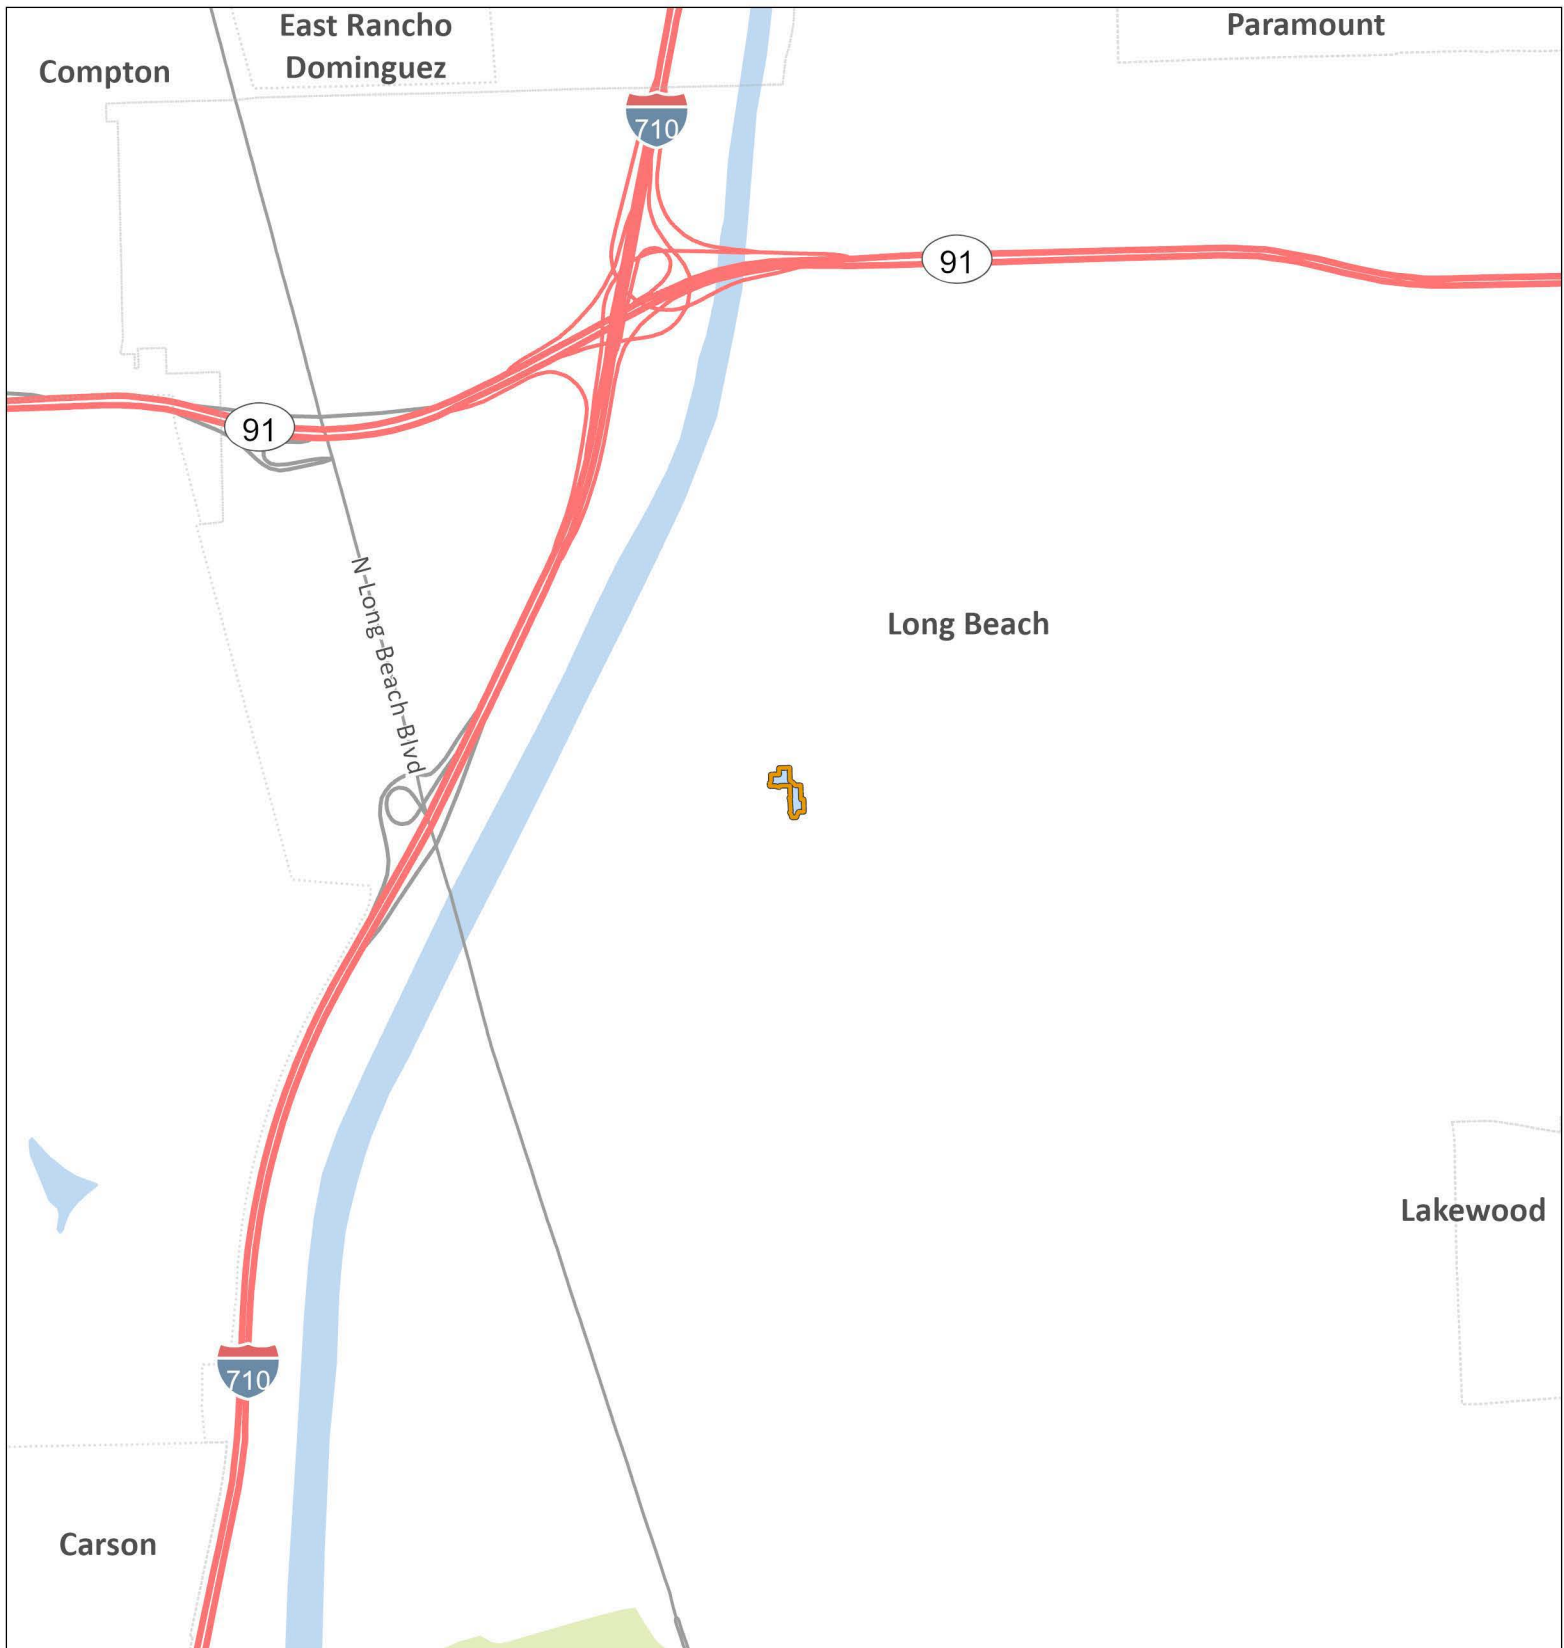 East Rancho
Dominguez
Paramount
Compton
710
91
91
N Long Beach Blvd
Long Beach
Lakewood
710
Carson